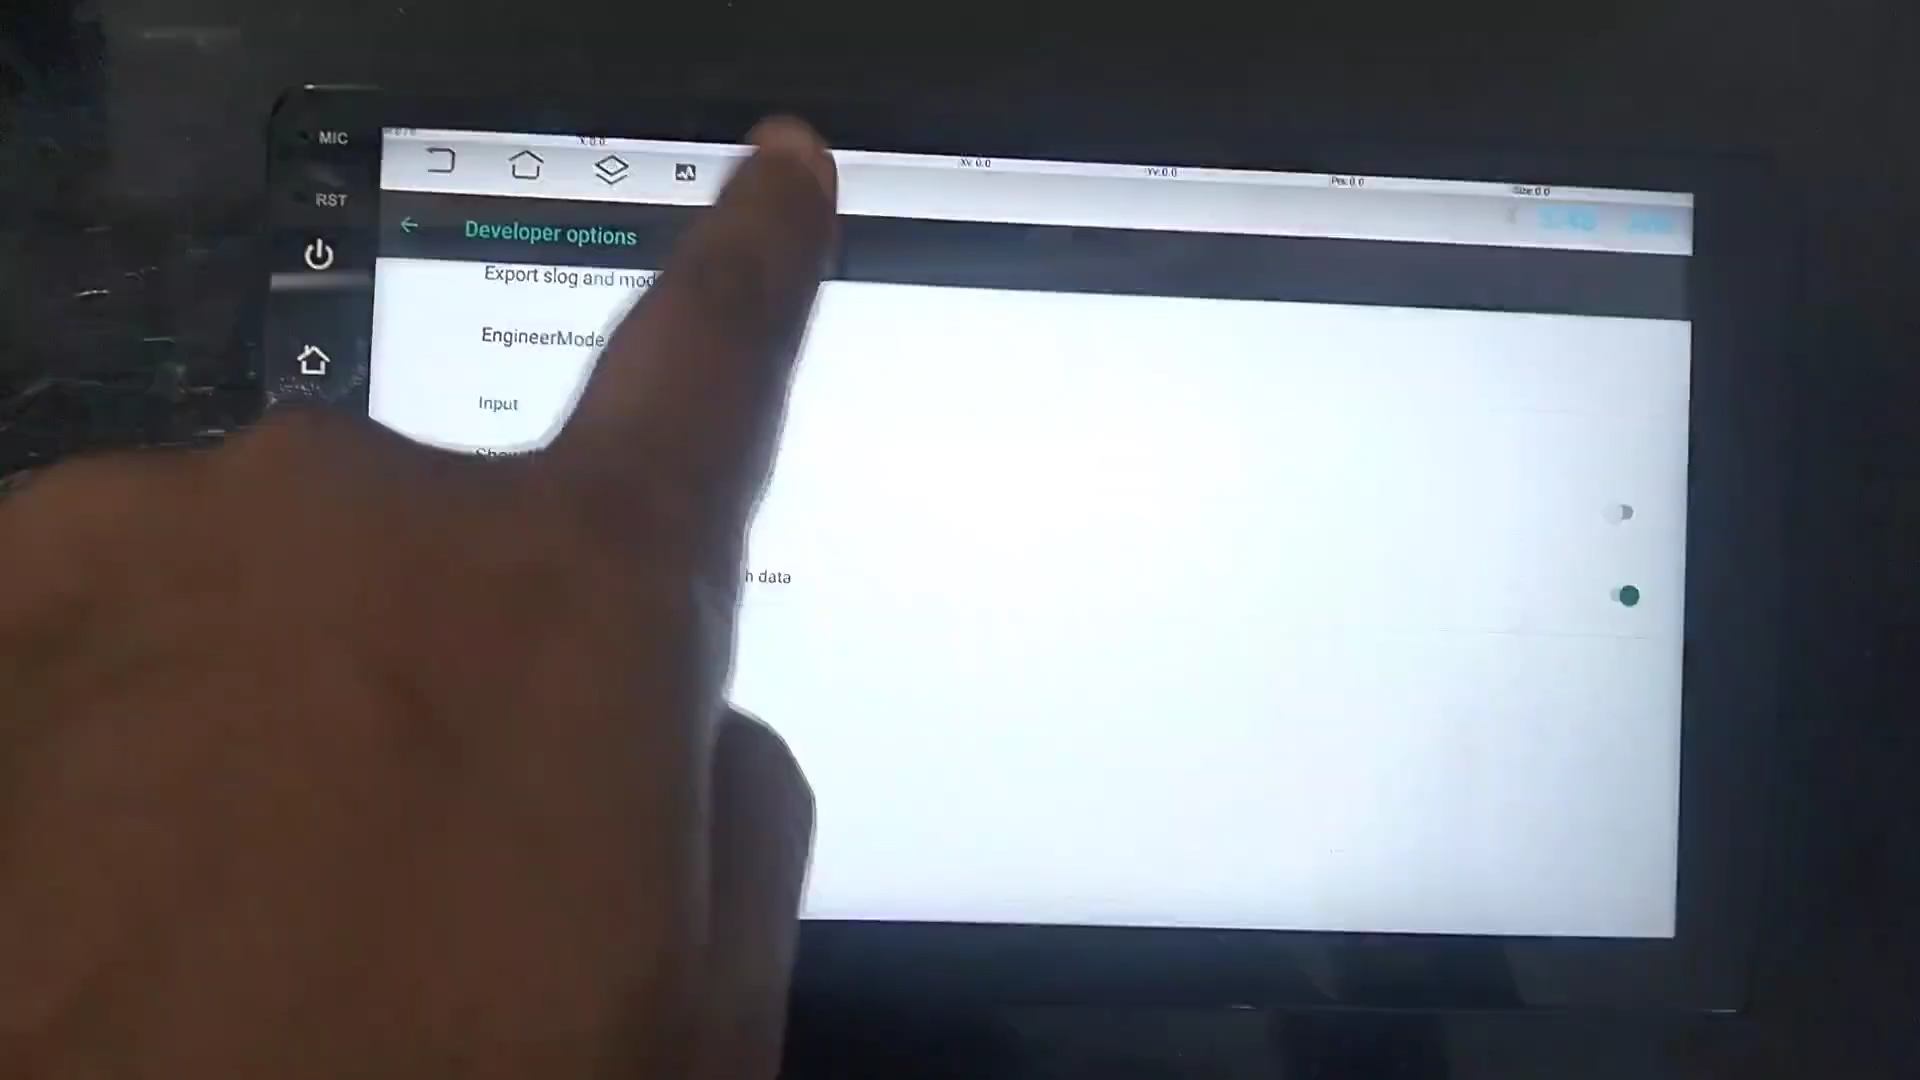 MIC
RST
X:0.0
Xv:0.0
Yv:0.0
Prs:0.0
Size:0.0
Developer options
Export slog and mod
EngineerMode
Input
Show
h data